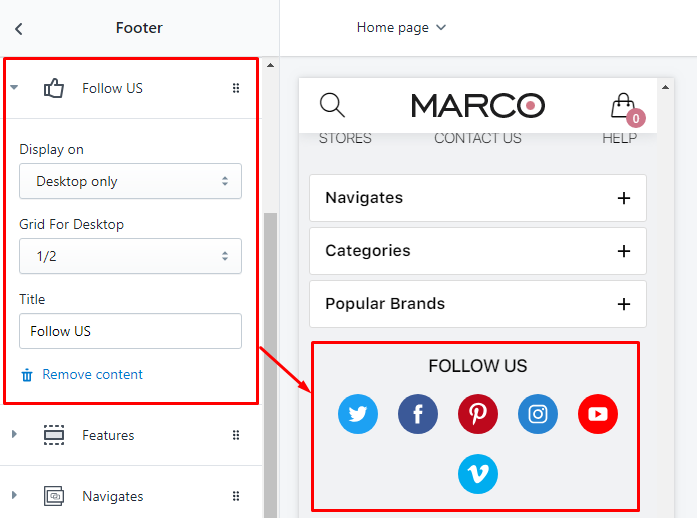 Footer
Follow US
Display on
Desktop only
Grid For Desktop
1/2
Title
Follow US
Remove content
Features
Navigates
Home page
MARCO
0
STORES CONTACT US HELP
Navigates
Categories
Popular Brands
FOLLOW US